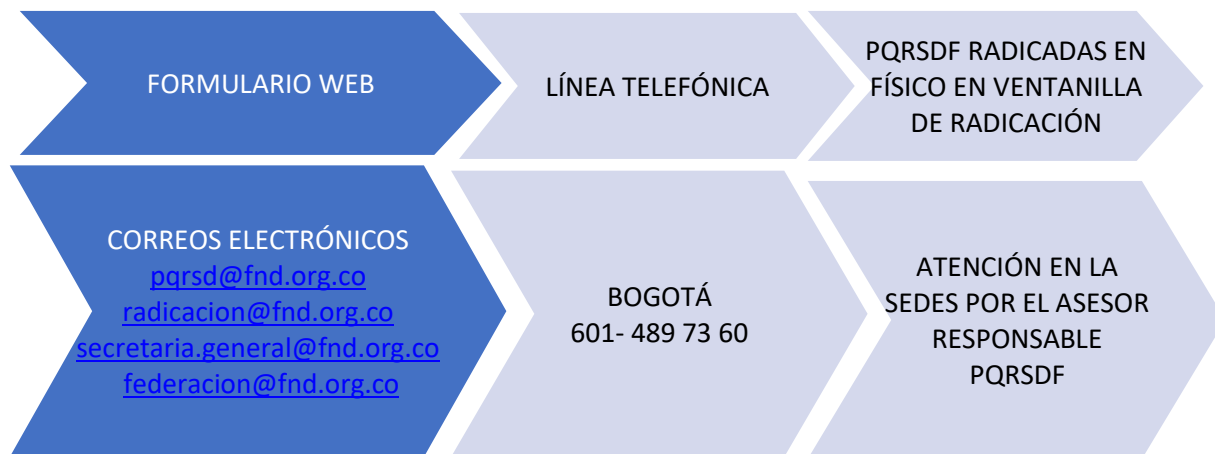 FORMULARIO WEB
LÍNEA TELEFÓNICA
PQRSDF RADICADAS EN
FÍSICO EN VENTANILLA
DE RADICACIÓN
CORREOS ELECTRÓNICOS
pqrsd@fnd.org.co
radicacion@fnd.org.co
secretaria.general@fnd.org.co
federacion@fnd.org.co
BOGOTÁ
601- 489 73 60
ATENCIÓN EN LA
SEDES POR EL ASESOR
RESPONSABLE
PQRSDF